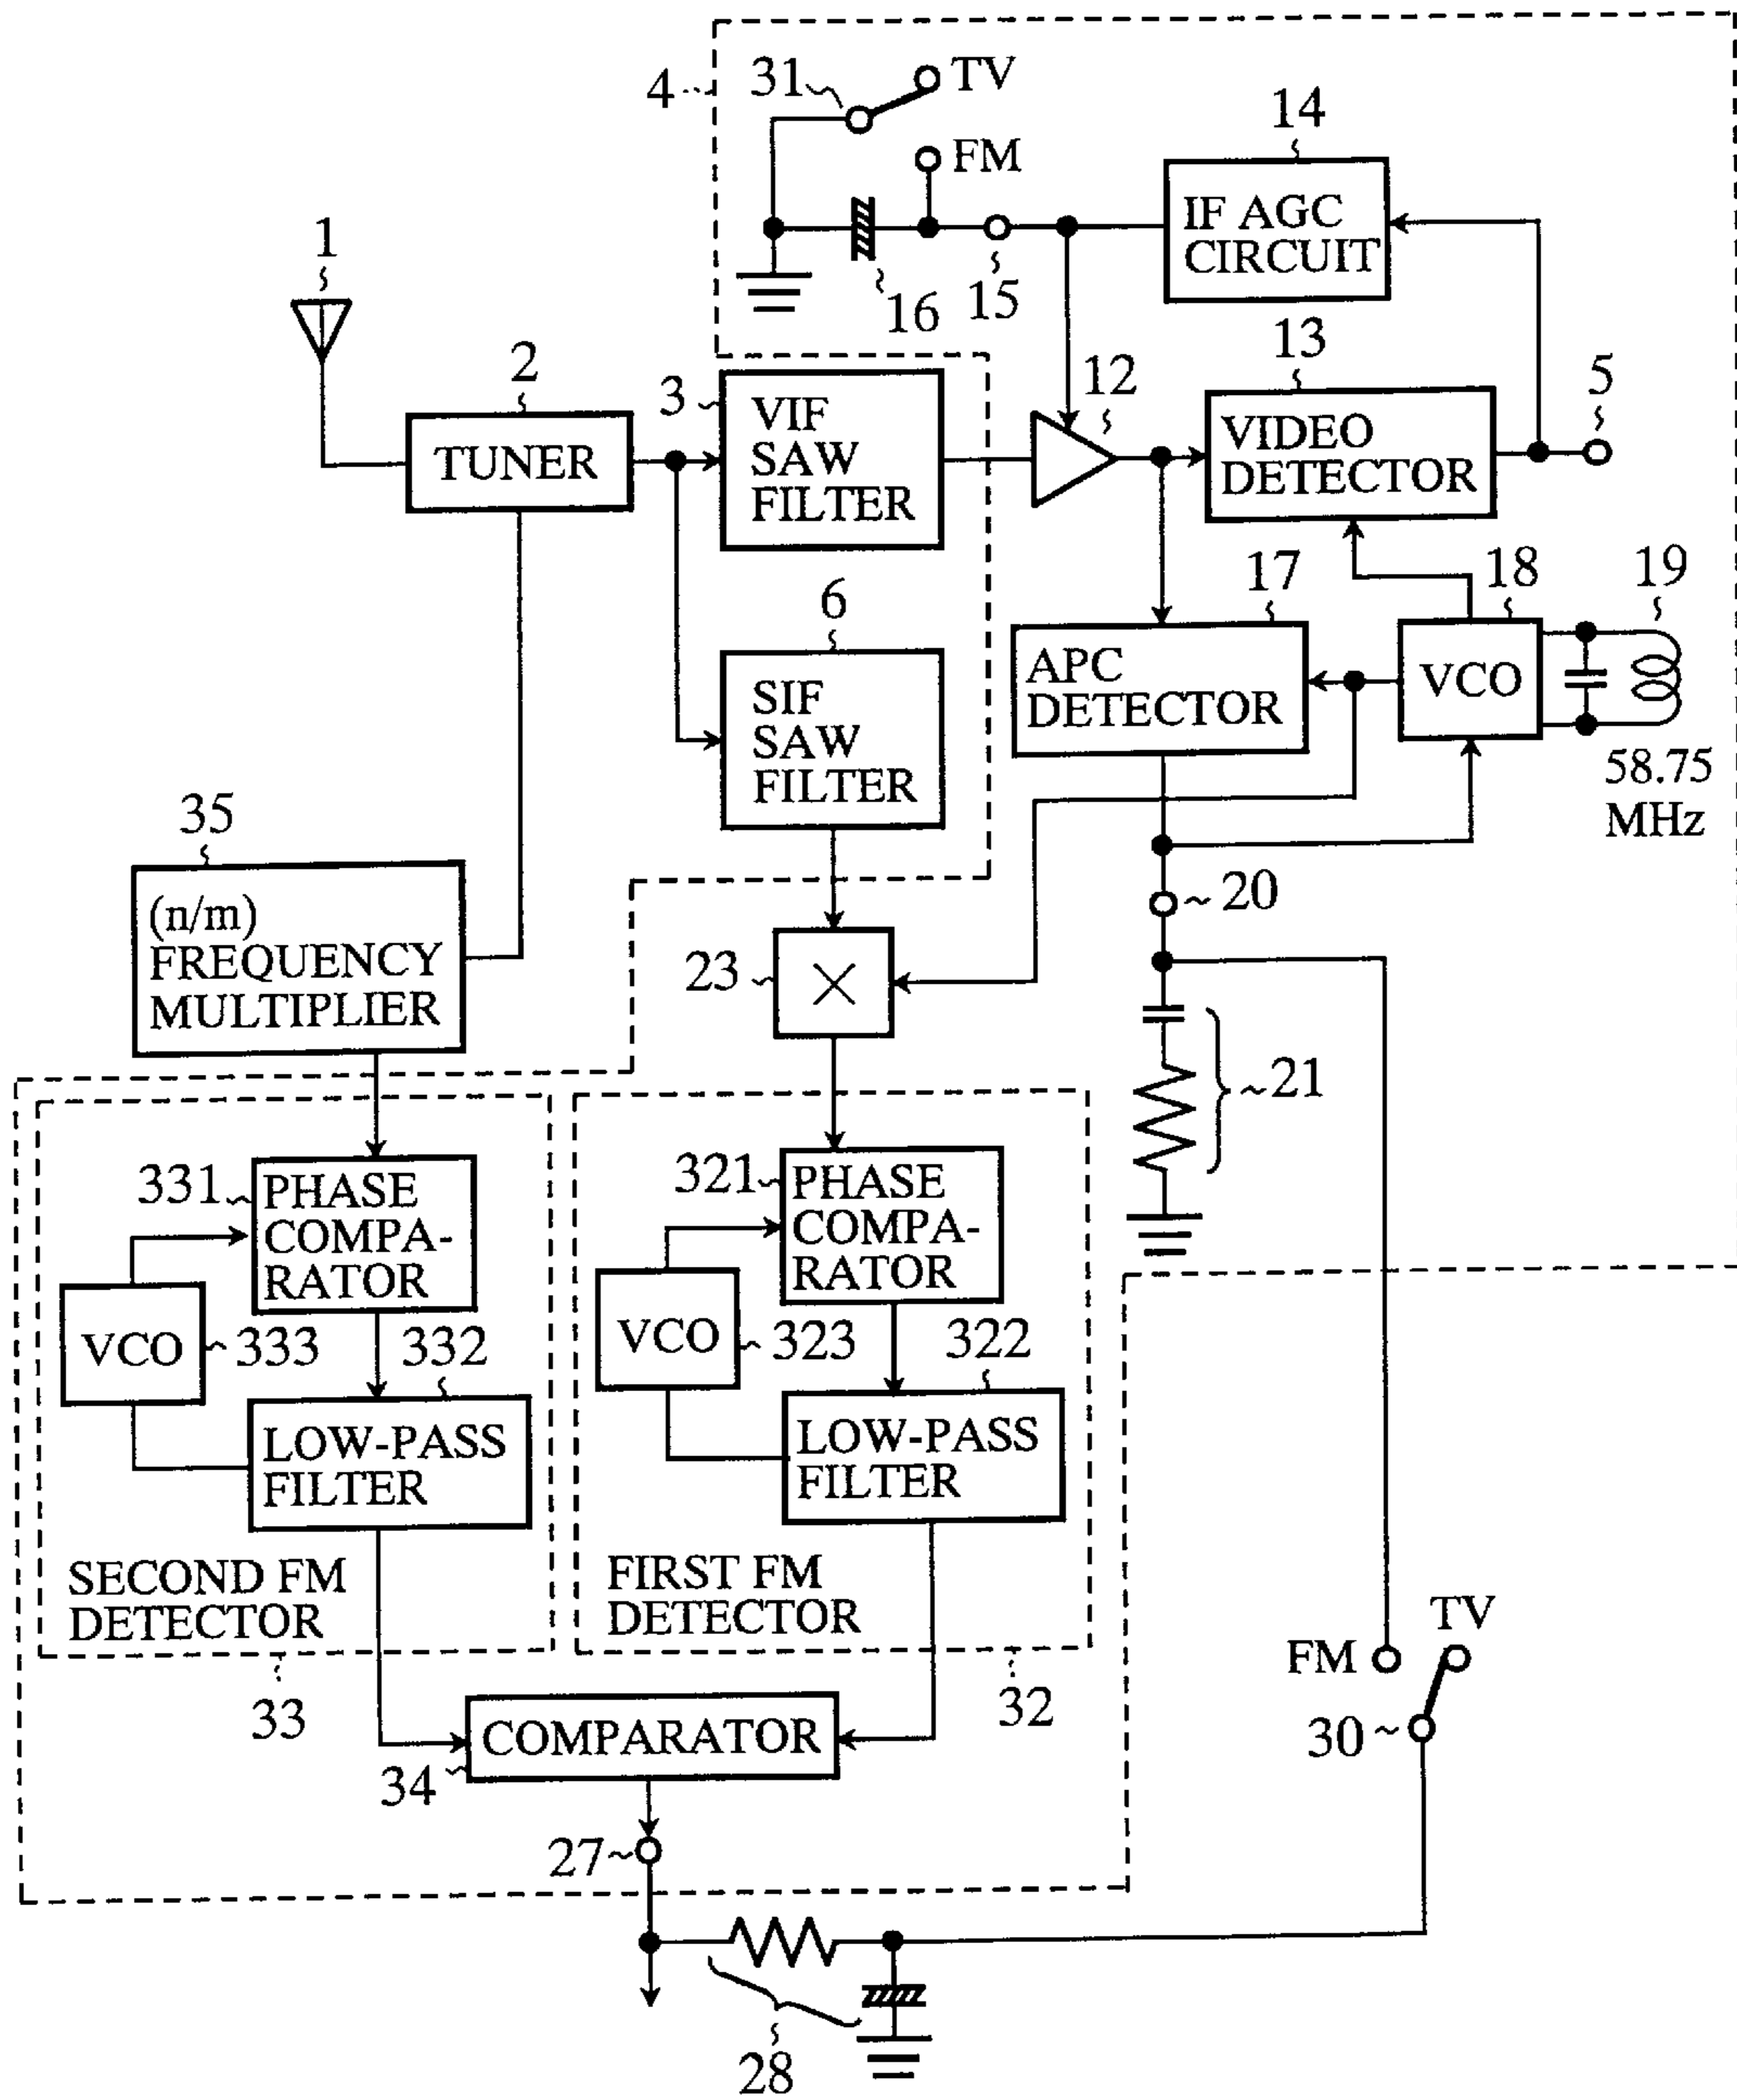 4
31
TV
FM
14
IF AGC
CIRCUIT
16
15
1
2
TUNER
3
VIF
SAW
FILTER
12
13
VIDEO
DETECTOR
5
6
SIF
SAW
FILTER
17
APC
DETECTOR
18
VCO
19
58.75
MHz
35
(n/m)
FREQUENCY
MULTIPLIER
23
20
21
331
PHASE
COMPA-
RATOR
321
PHASE
COMPA-
RATOR
VCO
333
332
VCO
323
322
LOW-PASS
FILTER
LOW-PASS
FILTER
SECOND FM
DETECTOR
FIRST FM
DETECTOR
33
32
FM
TV
30
COMPARATOR
34
27
28